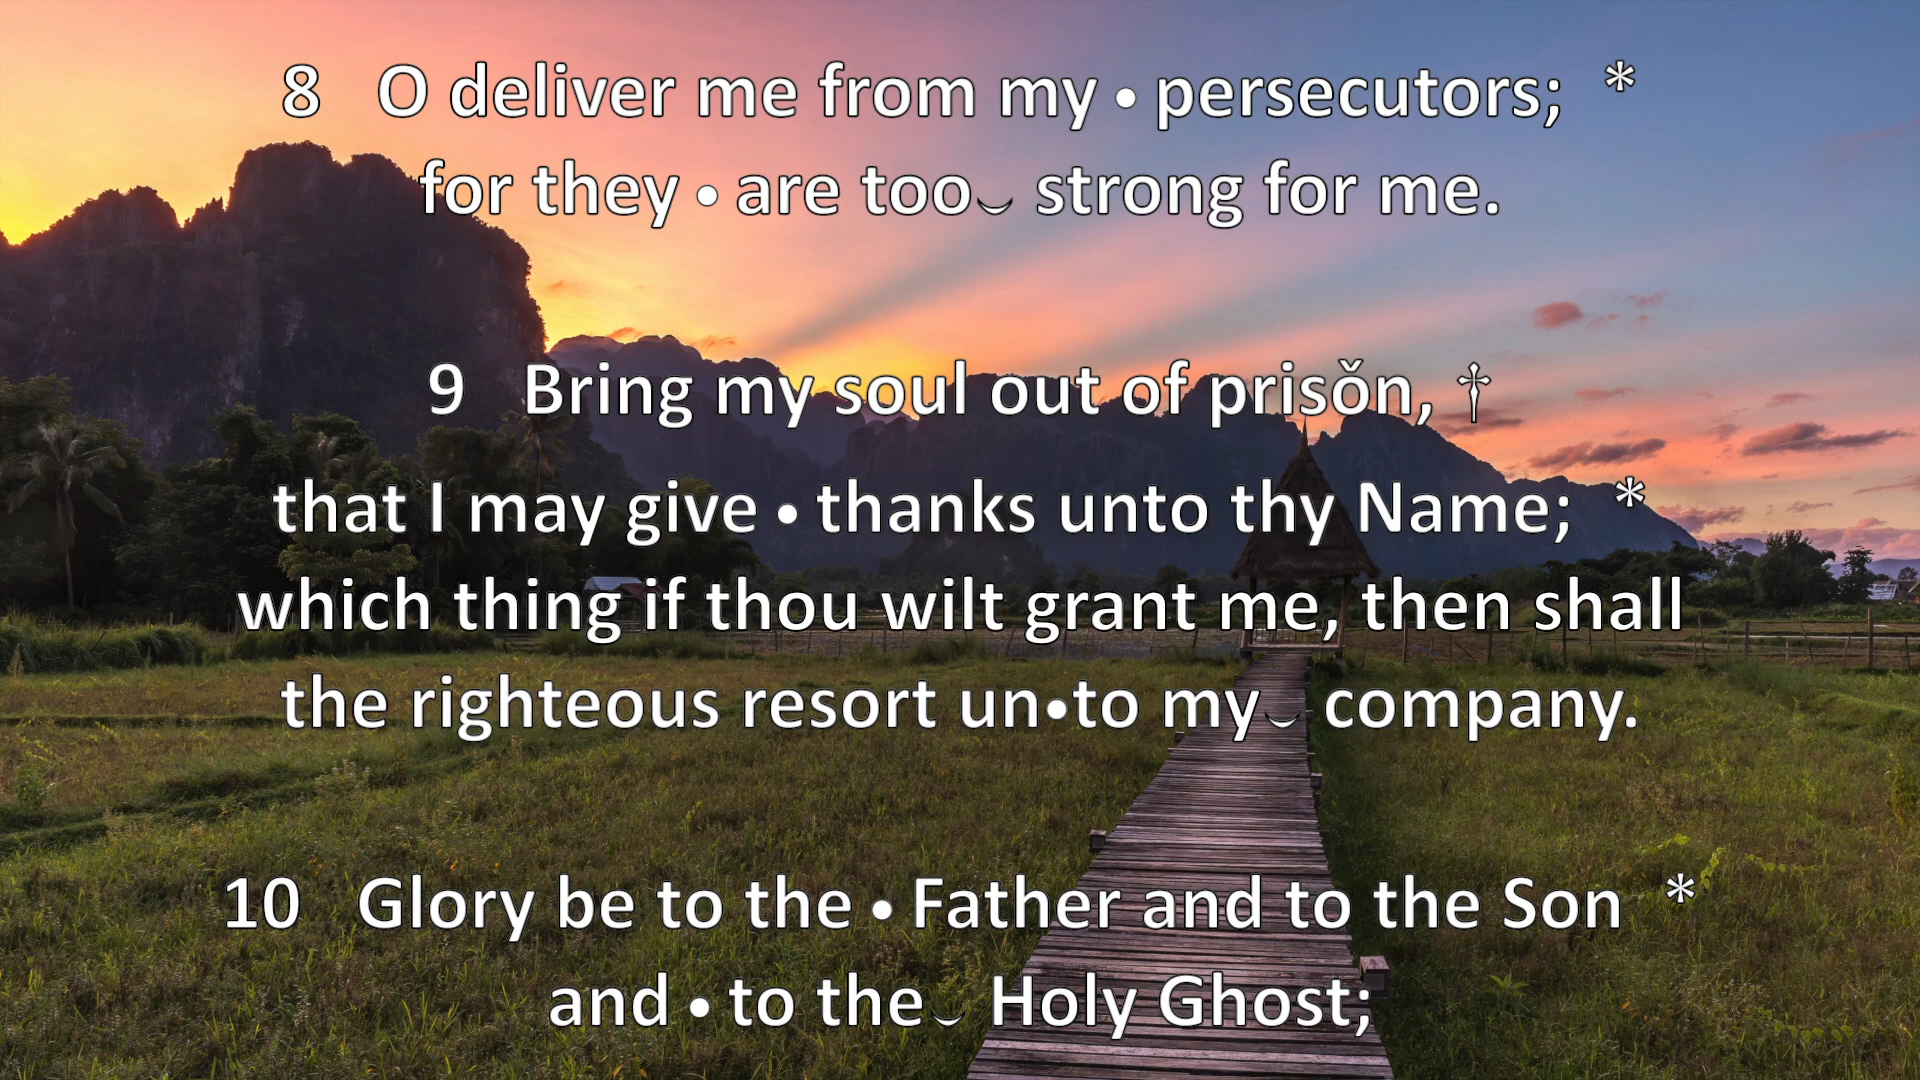 8 O deliver me from my • persecutors; *
for they • are too‿ strong for me.
9 Bring my soul out of prisǒn, †
that I may give • thanks unto thy Name; *
which thing if thou wilt grant me, then shall
the righteous resort un•to my‿ company.
10 Glory be to the • Father and to the Son *
and • to the‿ Holy Ghost;